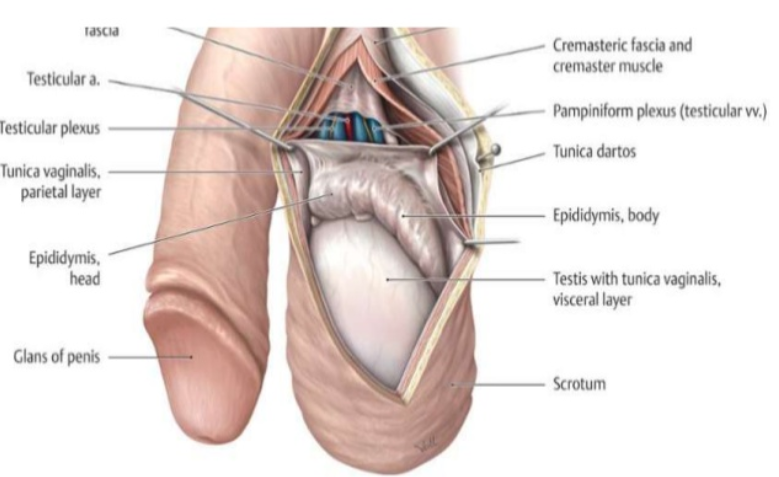 fascia
Testicular a.
Testicular plexus
Tunica vaginalis,
parietal layer
Epididymis,
head
Glans of penis
Cremasteric fascia and
cremaster muscle
Pampiniform plexus (testicular vv.)
Tunica dartos
Epididymis, body
Testis with tunica vaginalis,
visceral layer
Scrotum